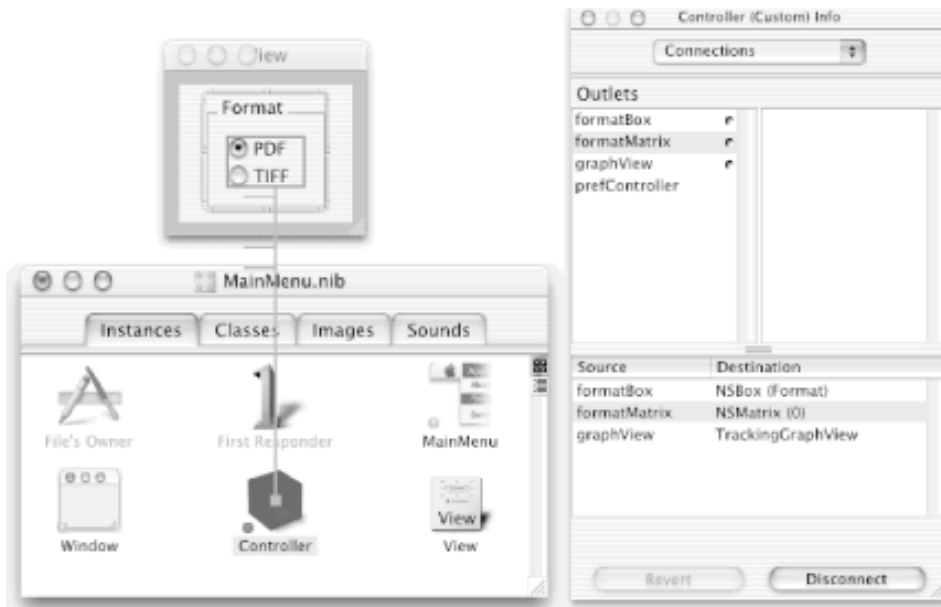 View
Format
PDF
TIFF
MainMenu.nib
Instances Classes Images Sounds
File's Owner First Responder MainMenu
Window Controller View
View
Controller (Custom) Info
Connections
Outlets
formatBox
formatMatrix
graphView
prefController
Source Destination
formatBox NSBox (Format)
formatMatrix NSMatrix (0)
graphView TrackingGraphView
Revert Disconnect